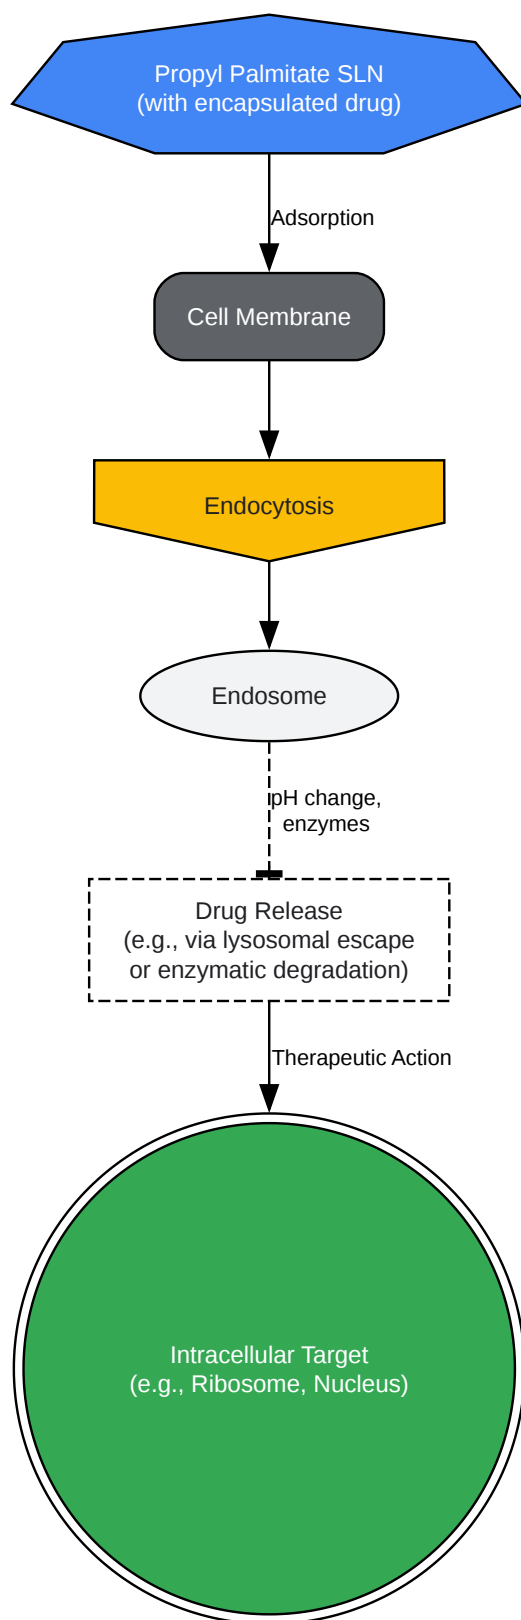 Propyl Palmitate SLN
(with encapsulated drug)
Adsorption
Cell Membrane
Endocytosis
Endosome
pH change,
enzymes
Drug Release
(e.g., via lysosomal escape
or enzymatic degradation)
Therapeutic Action
Intracellular Target
(e.g., Ribosome, Nucleus)